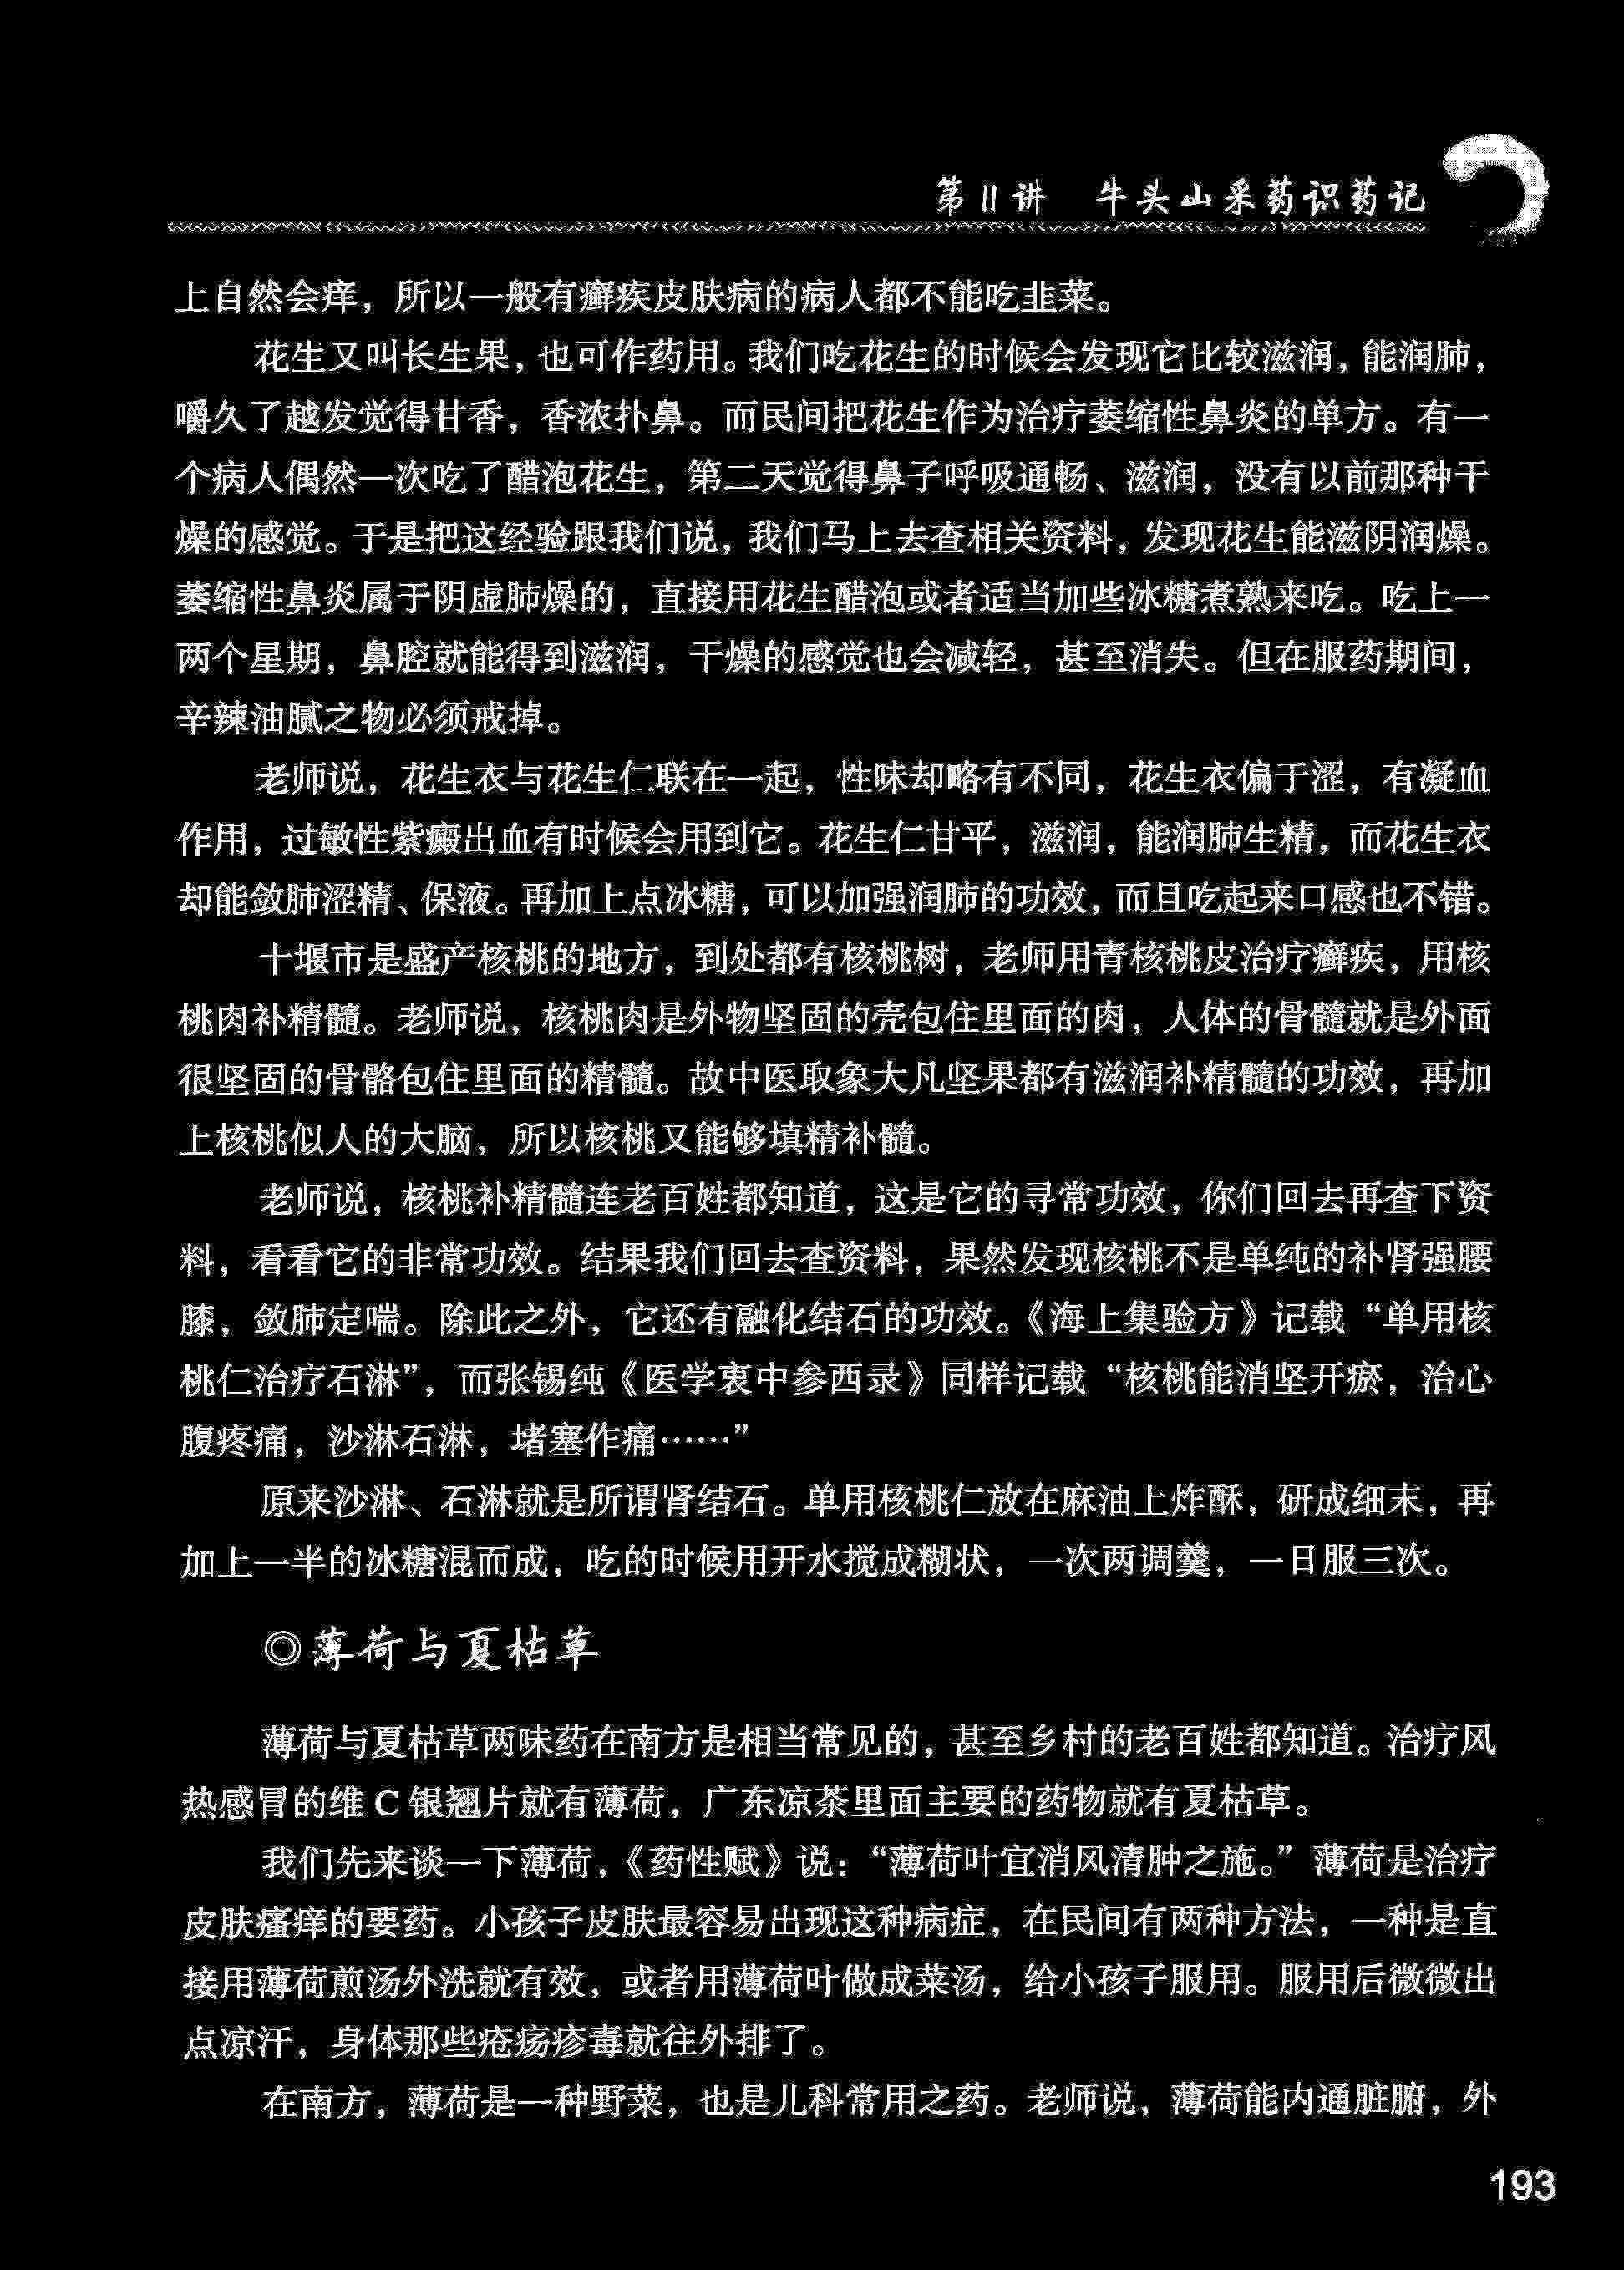 第11讲 牛头山采药识药记
上自然会痒，所以一般有癣疾皮肤病的病人都不能吃韭菜。
花生又叫长生果，也可作药用。我们吃花生的时候会发现它比较滋润，能润肺，
嚼久了越发觉得甘香，香浓扑鼻。而民间把花生作为治疗萎缩性鼻炎的单方。有一
个病人偶然一次吃了醋泡花生，第二天觉得鼻子呼吸通畅、滋润，没有以前那种干
燥的感觉。于是把这经验跟我们说，我们马上去查相关资料，发现花生能滋阴润燥。
萎缩性鼻炎属于阴虚肺燥的，直接用花生醋泡或者适当加些冰糖煮熟来吃。吃上一
两个星期，鼻腔就能得到滋润，干燥的感觉也会减轻，甚至消失。但在服药期间，
辛辣油腻之物必须戒掉。
老师说，花生衣与花生仁联在一起，性味却略有不同，花生衣偏于涩，有凝血
作用，过敏性紫癜出血有时候会用到它。花生仁甘平，滋润，能润肺生精，而花生衣
却能敛肺涩精、保液。再加上点冰糖，可以加强润肺的功效，而且吃起来口感也不错。
十堰市是盛产核桃的地方，到处都有核桃树，老师用青核桃皮治疗癣疾，用核
桃肉补精髓。老师说，核桃肉是外物坚固的壳包住里面的肉，人体的骨髓就是外面
很坚固的骨骼包住里面的精髓。故中医取象大凡坚果都有滋润补精髓的功效，再加
上核桃似人的大脑，所以核桃又能够填精补髓。
老师说，核桃补精髓连老百姓都知道，这是它的寻常功效，你们回去再查下资
料，看看它的非常功效。结果我们回去查资料，果然发现核桃不是单纯的补肾强腰
膝，敛肺定喘。除此之外，它还有融化结石的功效。《海上集验方》记载“单用核
桃仁治疗石淋”，而张锡纯《医学衷中参西录》同样记载“核桃能消坚开瘀，治心
腹疼痛，沙淋石淋，堵塞作痛……”
原来沙淋、石淋就是所谓肾结石。单用核桃仁放在麻油上炸酥，研成细末，再
加上一半的冰糖混而成，吃的时候用开水搅成糊状，一次两调羹，一日服三次。
◎薄荷与夏枯草
薄荷与夏枯草两味药在南方是相当常见的，甚至乡村的老百姓都知道。治疗风
热感冒的维C银翘片就有薄荷，广东凉茶里面主要的药物就有夏枯草。
我们先来谈一下薄荷，《药性赋》说：“薄荷叶宜消风清肿之施。”薄荷是治疗
皮肤瘙痒的要药。小孩子皮肤最容易出现这种病症，在民间有两种方法，一种是直
接用薄荷煎汤外洗就有效，或者用薄荷叶做成菜汤，给小孩子服用。服用后微微出
点凉汗，身体那些疮疡疹毒就往外排了。
在南方，薄荷是一种野菜，也是儿科常用之药。老师说，薄荷能内通脏腑，外
193